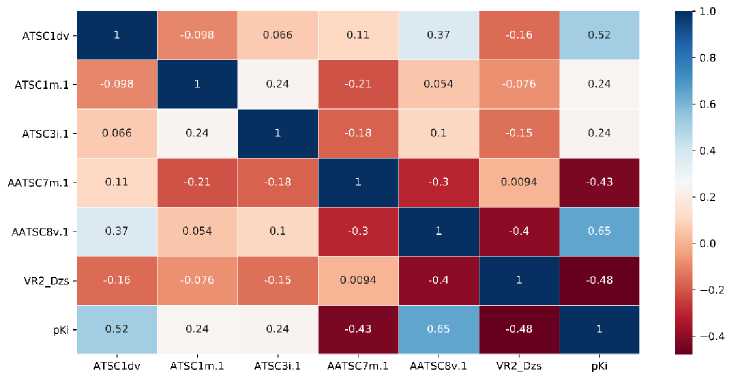 ATSC1dv 1 -0.098 0.066 0.11 0.37 -0.16 0.52
ATSC1m.1 -0.098 1 0.24 -0.21 0.054 -0.076 0.24
ATSC3i.1 0.066 0.24 1 -0.18 0.1 -0.15 0.24
AATSC7m.1 0.11 -0.21 -0.18 1 -0.3 0.0094 -0.43
AATSC8v.1 0.37 0.054 0.1 -0.3 1 -0.4 0.65
VR2_Dzs -0.16 -0.076 -0.15 0.0094 -0.4 1 -0.48
pKi 0.52 0.24 0.24 -0.43 0.65 -0.48 1
ATSC1dv ATSC1m.1 ATSC3i.1 AATSC7m.1 AATSC8v.1 VR2_Dzs pKi
1.0
0.8
0.6
0.4
0.2
0.0
−0.2
−0.4